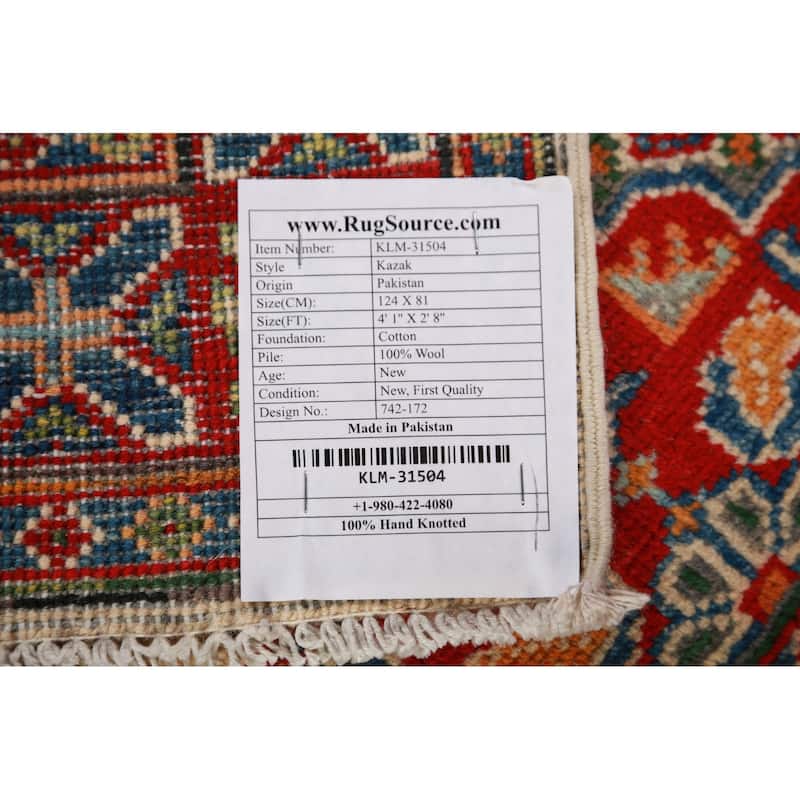 www.RugSource.com
Item Number: KLM-31504
Style Kazak
Origin Pakistan
Size(CM): 124 X 81
Size(FT): 4' 1" X 2' 8"
Foundation: Cotton
Pile: 100% Wool
Age: New
Condition: New, First Quality
Design No.: 742-172
Made in Pakistan
KLM-31504
+1-980-422-4080
100% Hand Knotted